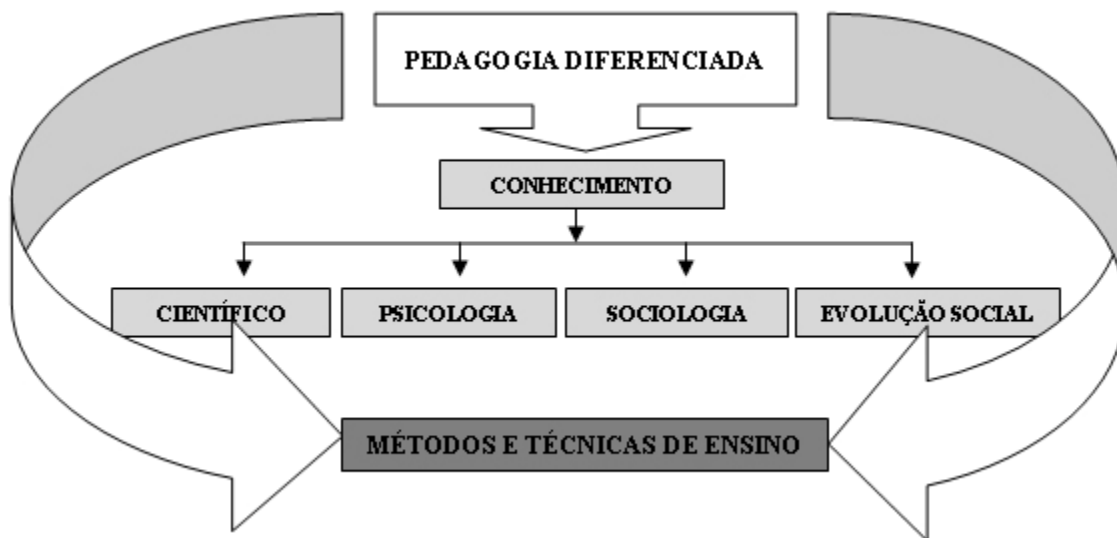 PEDAGOGIA DIFERENCIADA
CONHECIMENTO
CIENTÍFICO
PSICOLOGIA
SOCIOLOGIA
EVOLUÇÃO SOCIAL
MÉTODOS E TÉCNICAS DE ENSINO